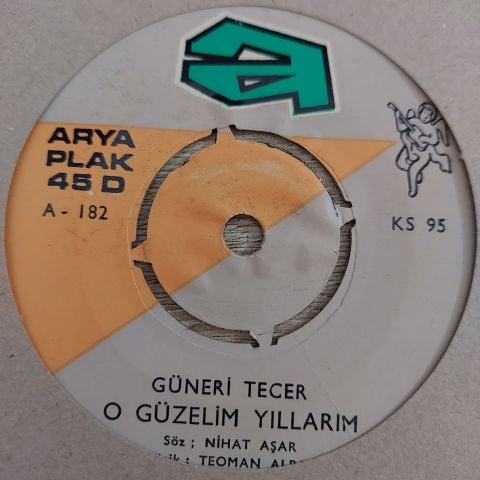 ARYA
PLAK
45 D
A - 182
KS 95
GÜNERİ TECER
O GÜZELİM YILLARIM
Söz ; NİHAT AŞAR
TEOMAN